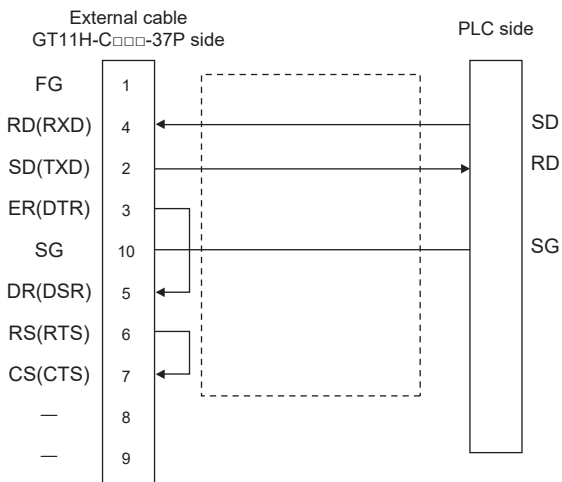 External cable
GT11H-C□□□-37P side
PLC side
FG 1
RD(RXD) 4 SD
SD(TXD) 2 RD
ER(DTR) 3
SG 10 SG
DR(DSR) 5
RS(RTS) 6
CS(CTS) 7
— 8
— 9